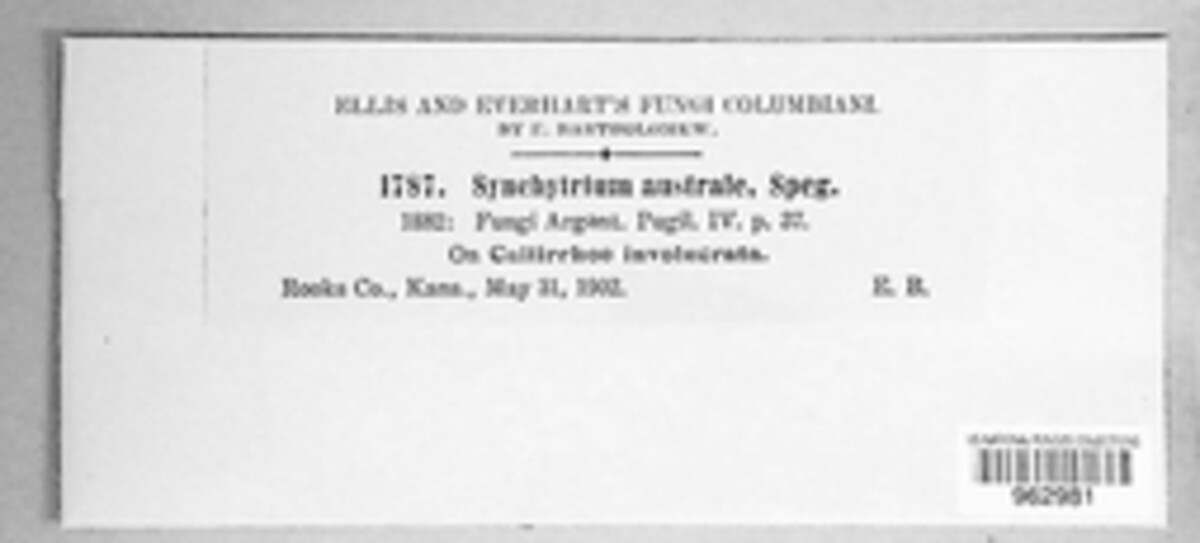 ELLIS AND EVERHART'S FUNGI COLUMBIANI.
BY E. BARTHOLOMEW.
1787. Synchytrium australe, Speg.
1882: Fungi Argent. Pugil. IV. p. 37.
On Callirrhoe involucrata.
Rooks Co., Kans., May 31, 1902. E. B.
962981